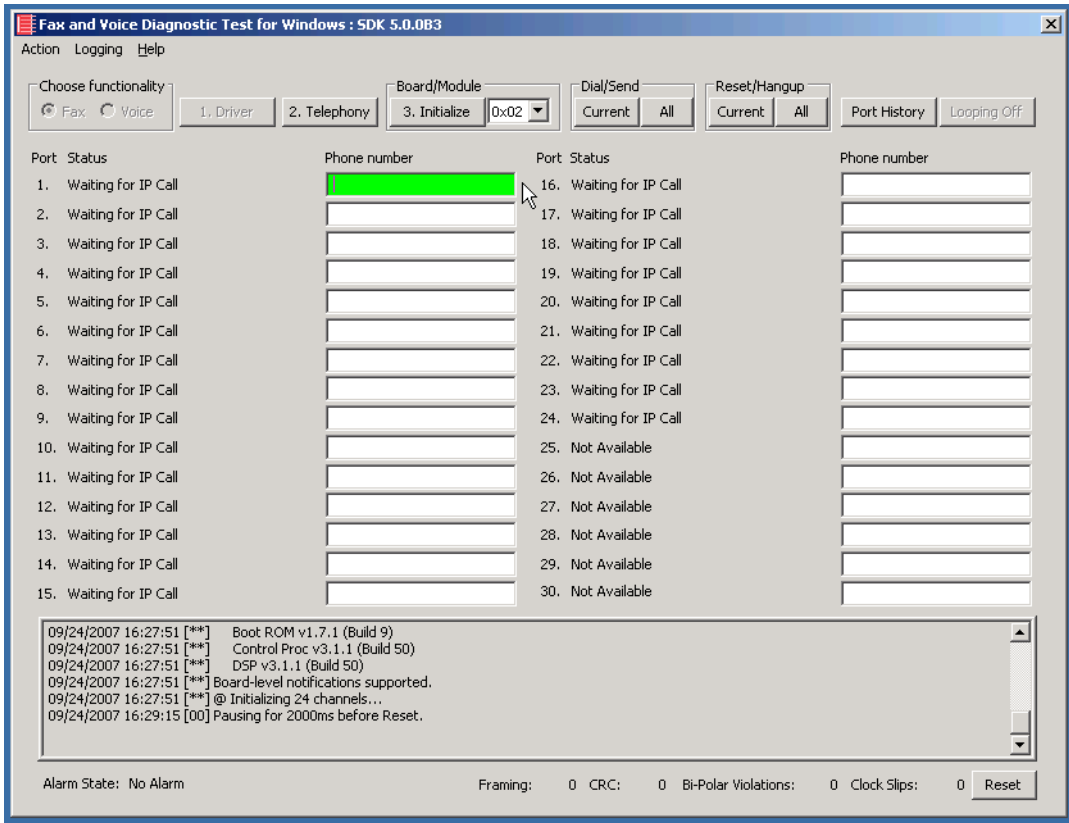 Fax and Voice Diagnostic Test for Windows : SDK 5.0.0B3
Action Logging Help
Choose functionality Board/Module Dial/Send Reset/Hangup
Fax Voice 1. Driver 2. Telephony 3. Initialize 0x02 Current All Current All Port History Looping Off
Port Status Phone number Port Status Phone number
1. Waiting for IP Call 16. Waiting for IP Call
2. Waiting for IP Call 17. Waiting for IP Call
3. Waiting for IP Call 18. Waiting for IP Call
4. Waiting for IP Call 19. Waiting for IP Call
5. Waiting for IP Call 20. Waiting for IP Call
6. Waiting for IP Call 21. Waiting for IP Call
7. Waiting for IP Call 22. Waiting for IP Call
8. Waiting for IP Call 23. Waiting for IP Call
9. Waiting for IP Call 24. Waiting for IP Call
10. Waiting for IP Call 25. Not Available
11. Waiting for IP Call 26. Not Available
12. Waiting for IP Call 27. Not Available
13. Waiting for IP Call 28. Not Available
14. Waiting for IP Call 29. Not Available
15. Waiting for IP Call 30. Not Available
09/24/2007 16:27:51 [**] Boot ROM v1.7.1 (Build 9)
09/24/2007 16:27:51 [**] Control Proc v3.1.1 (Build 50)
09/24/2007 16:27:51 [**] DSP v3.1.1 (Build 50)
09/24/2007 16:27:51 [**] Board-level notifications supported.
09/24/2007 16:27:51 [**] @ Initializing 24 channels...
09/24/2007 16:29:15 [00] Pausing for 2000ms before Reset.
Alarm State: No Alarm Framing: 0 CRC: 0 Bi-Polar Violations: 0 Clock Slips: 0 Reset